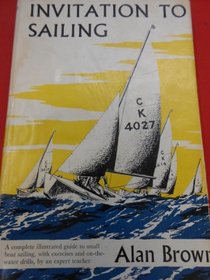 INVITATION TO
SAILING
C
K
4027
A complete illustrated guide to small
boat sailing, with exercises and on-the-
water drills, by an expert teacher
Alan Brown